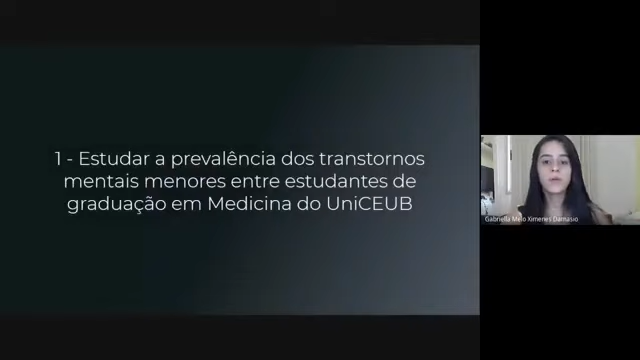 1 - Estudar a prevalência dos transtornos
mentais menores entre estudantes de
graduação em Medicina do UniCEUB
Gabriella Melo Ximenes Damasio